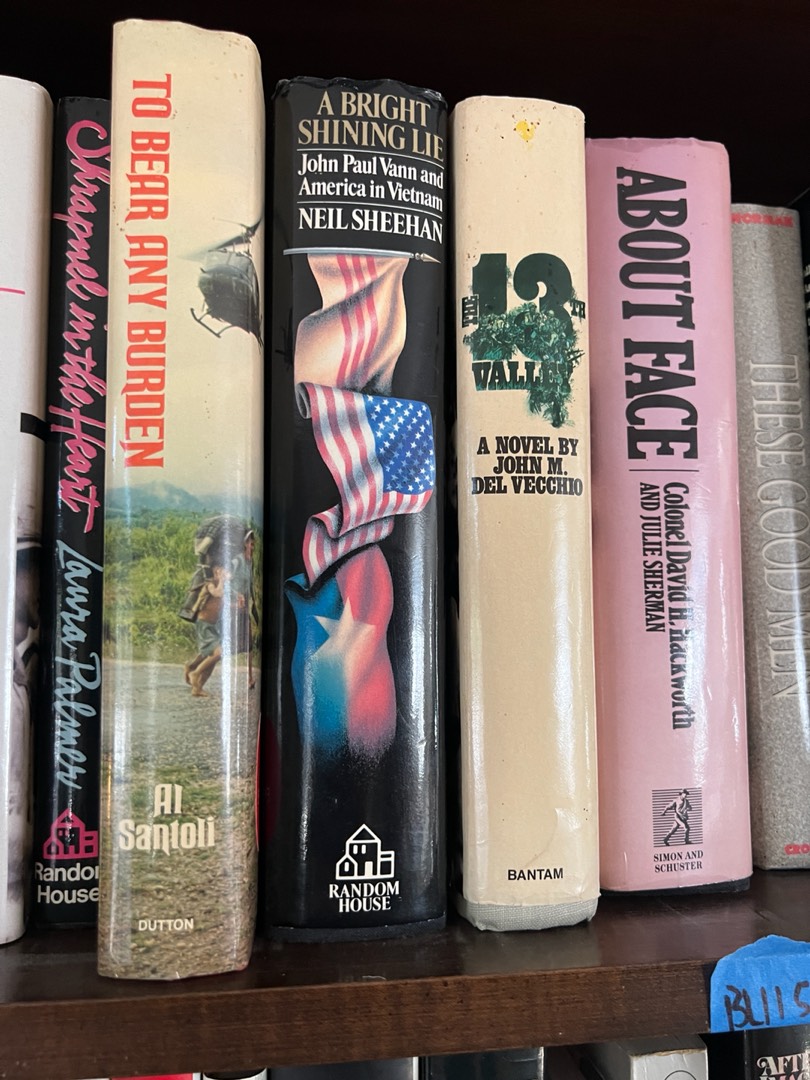 Shrapnel in the Heart
Laura Palmer
Random
House
TO BEAR ANY BURDEN
Al
Santoli
DUTTON
A BRIGHT
SHINING LIE
John Paul Vann and
America in Vietnam
NEIL SHEEHAN
RANDOM
HOUSE
THE 13TH
VALLEY
A NOVEL BY
JOHN M.
DEL VECCHIO
BANTAM
ABOUT FACE
Colonel David H. Hackworth
AND JULIE SHERMAN
SIMON AND
SCHUSTER
THESE GOOD MEN
CRO
BL115